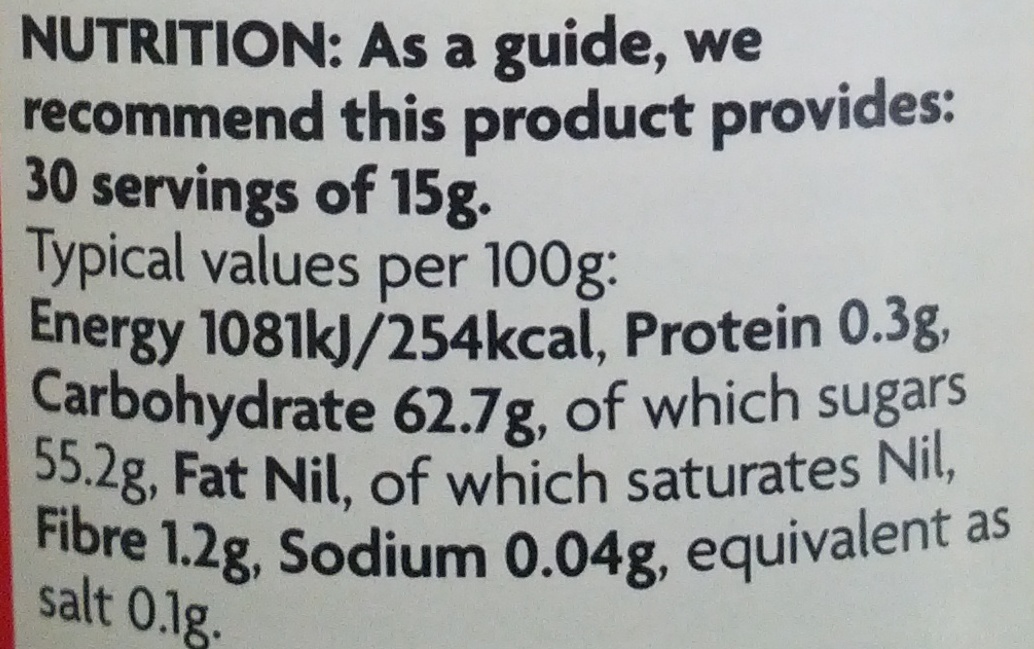 NUTRITION: As a guide, we
recommend this product provides:
30 servings of 15g.
Typical values per 100g:
Energy 1081kJ/254kcal, Protein 0.3g,
Carbohydrate 62.7g, of which sugars
55.2g, Fat Nil, of which saturates Nil,
Fibre 1.2g, Sodium 0.04g, equivalent as
salt 0.1g.